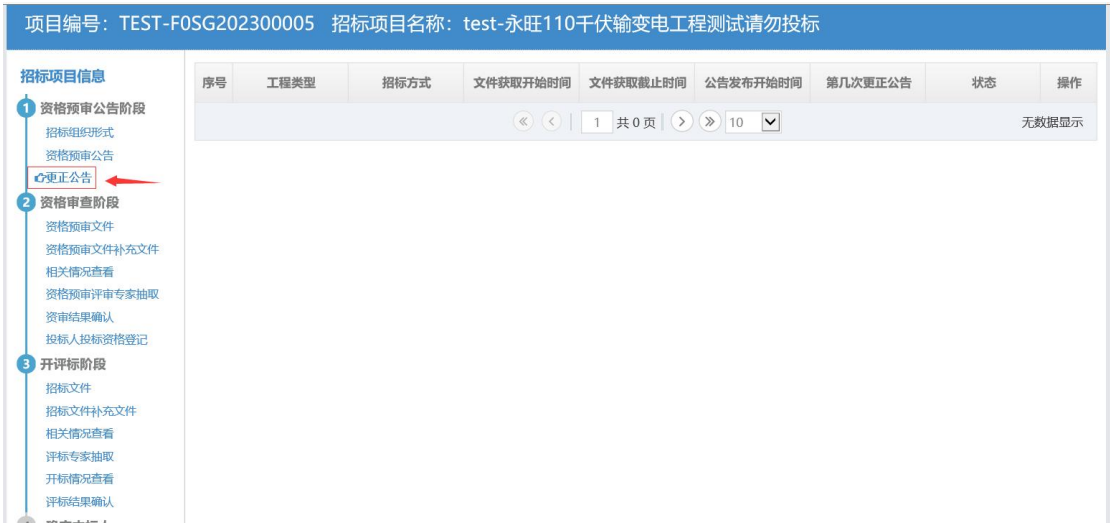 项目编号：TEST-F0SG202300005 招标项目名称：test-永旺110千伏输变电工程测试请勿投标
招标项目信息
1 资格预审公告阶段
招标组织形式
资格预审公告
更正公告
2 资格审查阶段
资格预审文件
资格预审文件补充文件
相关情况查看
资格预审评审专家抽取
资审结果确认
投标人投标资格登记
3 开评标阶段
招标文件
招标文件补充文件
相关情况查看
评标专家抽取
开标情况查看
评标结果确认
序号 工程类型 招标方式 文件获取开始时间 文件获取截止时间 公告发布开始时间 第几次更正公告 状态 操作
1 共 0 页 10 无数据显示